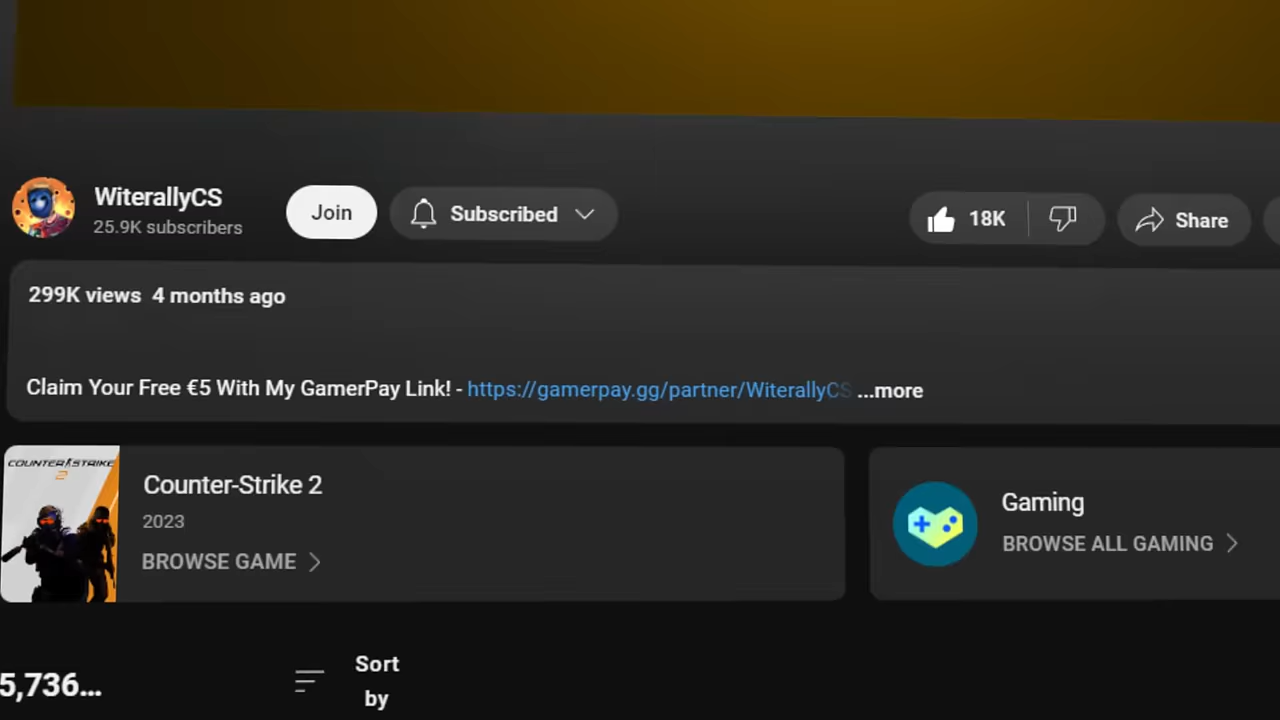 WiterallyCS
25.9K subscribers
Join
Subscribed
18K
Share
299K views 4 months ago
Claim Your Free €5 With My GamerPay Link! - https://gamerpay.gg/partner/WiterallyCS ...more
COUNTER STRIKE
2
Counter-Strike 2
2023
BROWSE GAME
Gaming
BROWSE ALL GAMING
5,736...
Sort
by